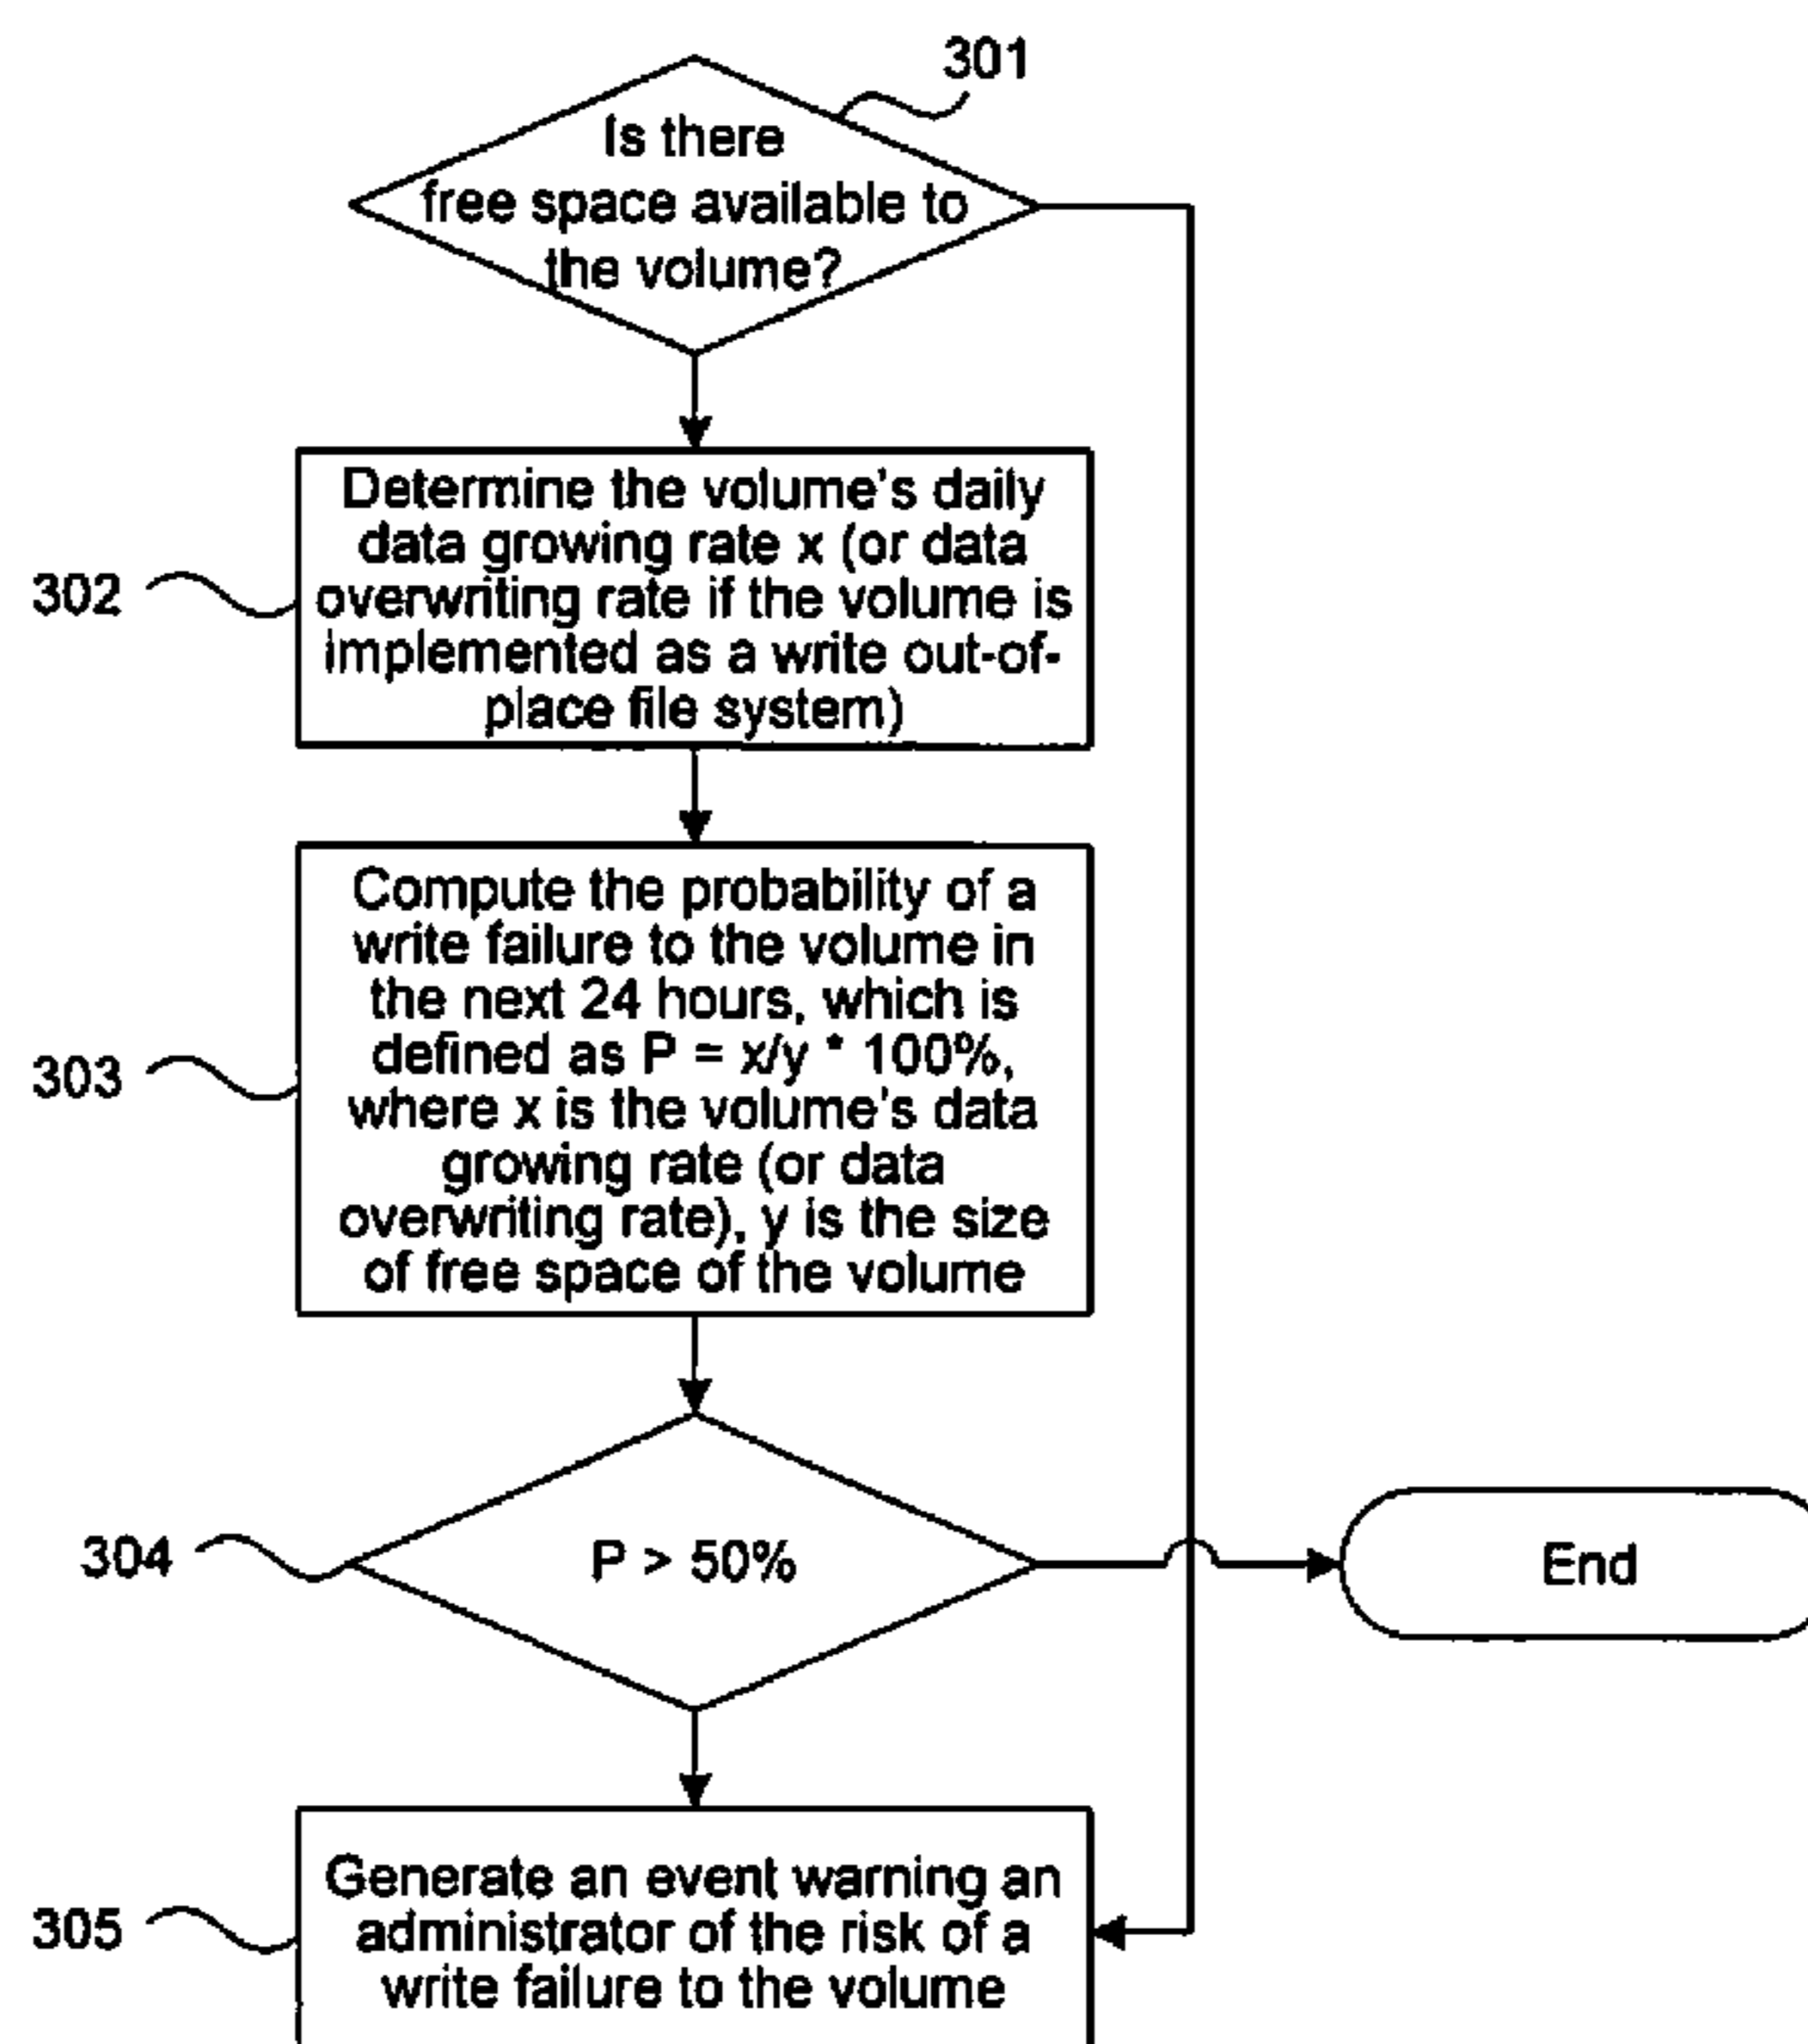 301
Is there
free space available to
the volume?
302
Determine the volume's daily
data growing rate x (or data
overwriting rate if the volume is
implemented as a write out-of-
place file system)
303
Compute the probability of a
write failure to the volume in
the next 24 hours, which is
defined as P = x/y * 100%,
where x is the volume's data
growing rate (or data
overwriting rate), y is the size
of free space of the volume
304
P > 50%
End
305
Generate an event warning an
administrator of the risk of a
write failure to the volume